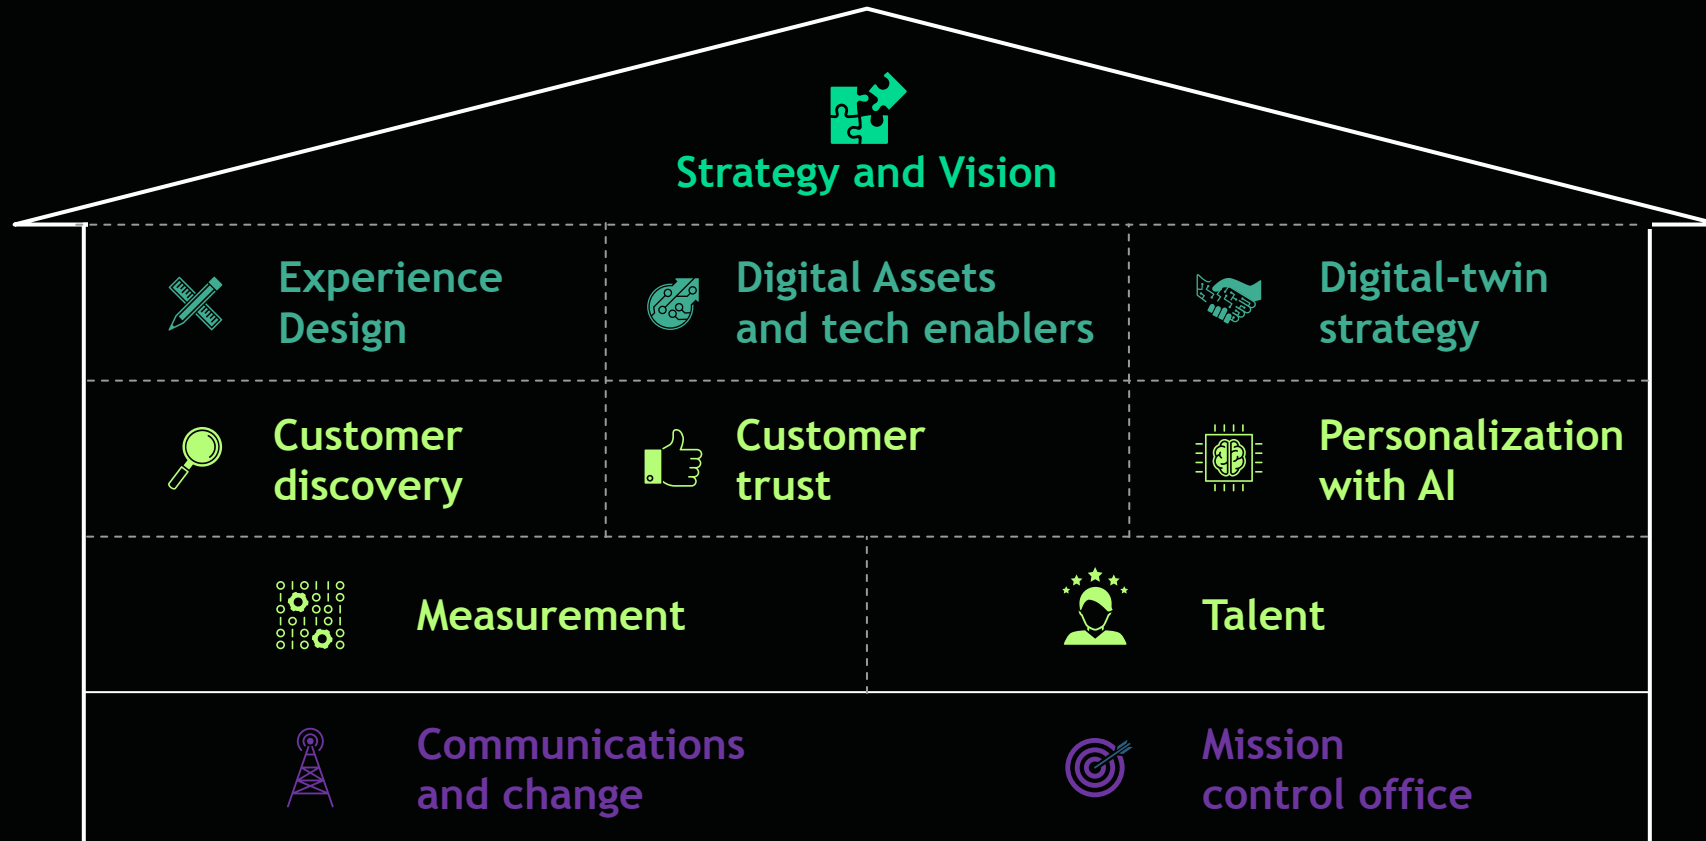 Strategy and Vision
Experience
Design
Digital Assets
and tech enablers
Digital-twin
strategy
Customer
discovery
Customer
trust
Personalization
with AI
Measurement
Talent
Communications
and change
Mission
control office